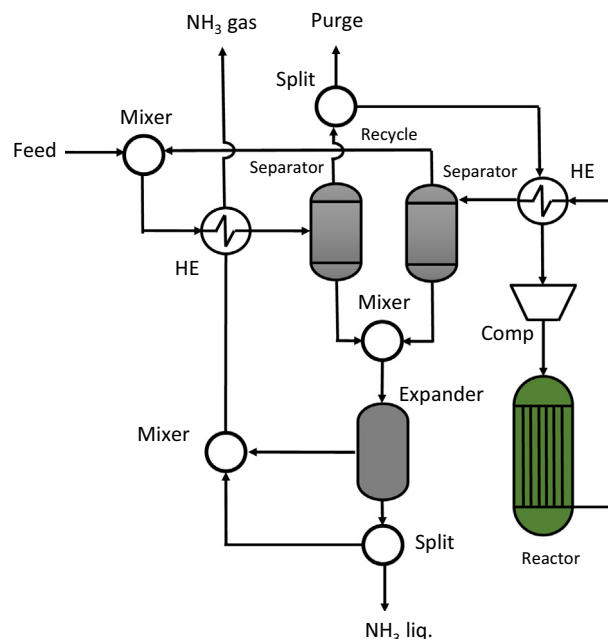 NH₃ gas
Purge
Split
Mixer
Recycle
Feed
Separator
Separator
HE
HE
Mixer
Comp
Expander
Mixer
Split
Reactor
NH₃ liq.